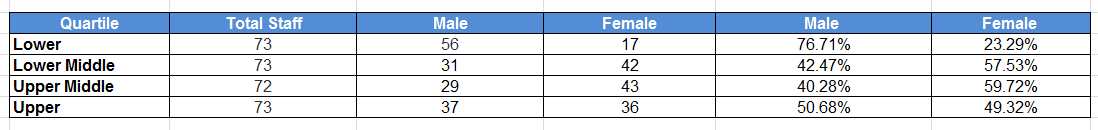 Quartile Total Staff Male Female Male Female
Lower 73 56 17 76.71% 23.29%
Lower Middle 73 31 42 42.47% 57.53%
Upper Middle 72 29 43 40.28% 59.72%
Upper 73 37 36 50.68% 49.32%